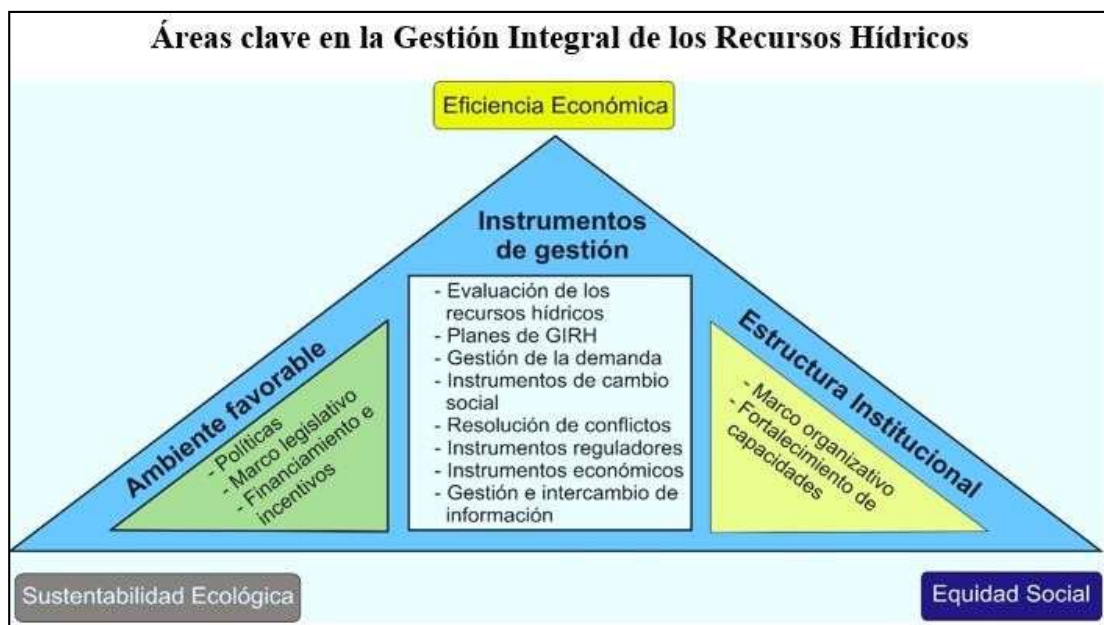 Áreas clave en la Gestión Integral de los Recursos Hídricos
Eficiencia Económica
Instrumentos
de gestión
- Evaluación de los
recursos hídricos
- Planes de GIRH
- Gestión de la demanda
- Instrumentos de cambio
social
- Resolución de conflictos
- Instrumentos reguladores
- Instrumentos económicos
- Gestión e intercambio de
información
Ambiente favorable
- Políticas
- Marco legislativo
- Financiamiento e
incentivos
Estructura Institucional
- Marco organizativo
- Fortalecimiento de
capacidades
Sustentabilidad Ecológica
Equidad Social